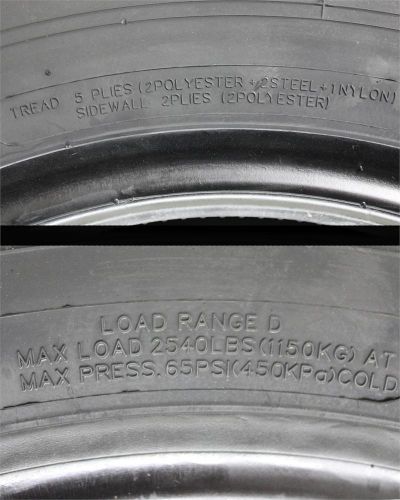 TREAD 5 PLIES (2POLYESTER+2STEEL+1NYLON)
SIDEWALL 2PLIES (2POLYESTER)
LOAD RANGE D
MAX LOAD 2540LBS(1150KG) AT
MAX PRESS. 65PSI(450KPa)COLD